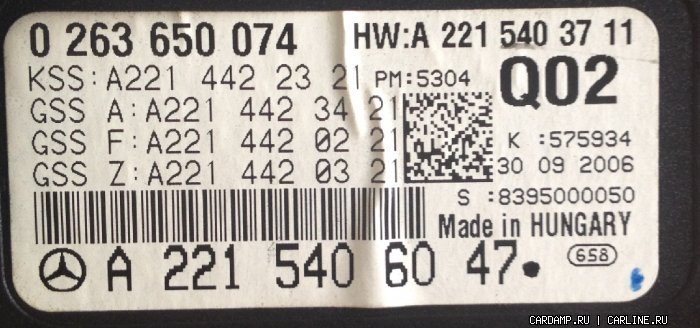 0 263 650 074 HW:A 221 540 37 11
KSS:A221 442 23 21 PM:5304 Q02
GSS A:A221 442 34 21
GSS F:A221 442 02 21 K :575934
GSS Z:A221 442 03 21 30 09 2006
S :8395000050
Made in HUNGARY
A 221 540 60 47. 658
CARDAMP.RU | CARLINE.RU